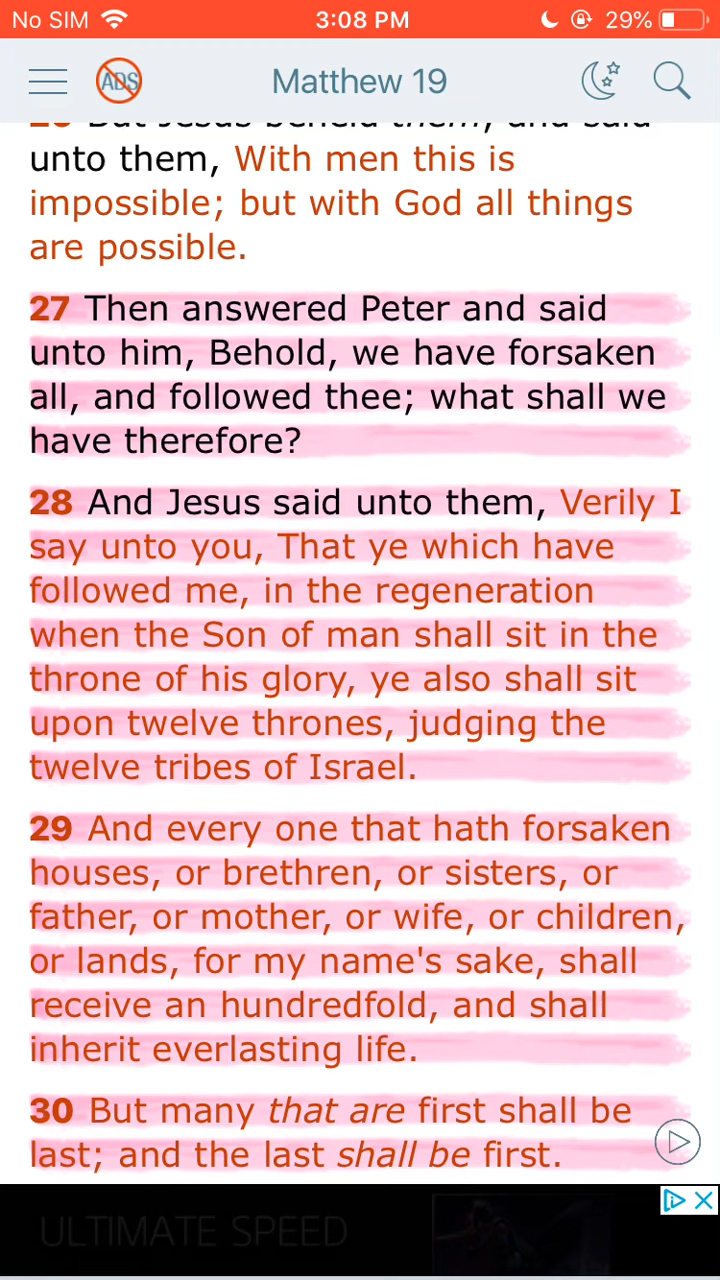 No SIM 3:08 PM 29%
ADS Matthew 19
26 But Jesus beheld them, and said
unto them, With men this is
impossible; but with God all things
are possible.
27 Then answered Peter and said
unto him, Behold, we have forsaken
all, and followed thee; what shall we
have therefore?
28 And Jesus said unto them, Verily I
say unto you, That ye which have
followed me, in the regeneration
when the Son of man shall sit in the
throne of his glory, ye also shall sit
upon twelve thrones, judging the
twelve tribes of Israel.
29 And every one that hath forsaken
houses, or brethren, or sisters, or
father, or mother, or wife, or children,
or lands, for my name's sake, shall
receive an hundredfold, and shall
inherit everlasting life.
30 But many that are first shall be
last; and the last shall be first.
ULTIMATE SPEED